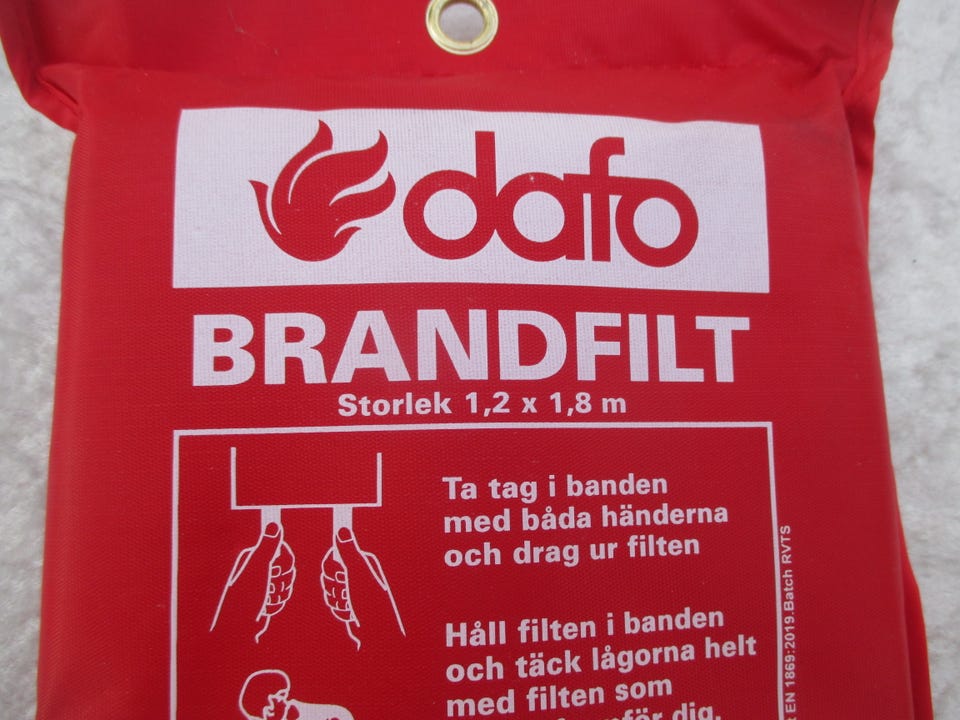 dafo
BRANDFILT
Storlek 1,2 x 1,8 m
Ta tag i banden
med båda händerna
och drag ur filten
Håll filten i banden
och täck lågorna helt
med filten som
dig.
EN 1869:2019.Batch RVTS